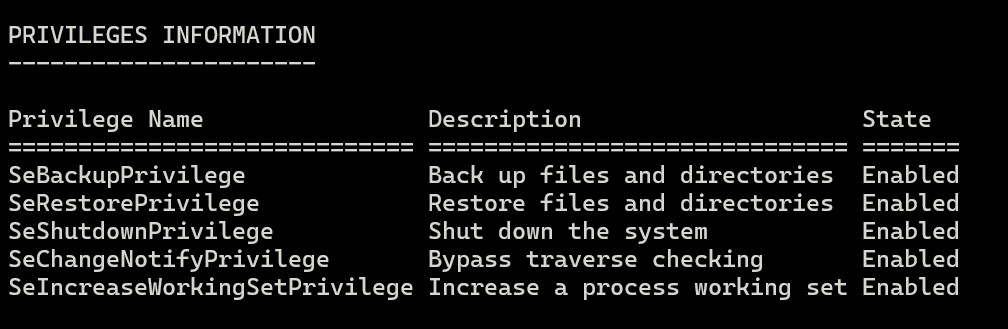 PRIVILEGES INFORMATION
----------------------
Privilege Name                Description                    State
============================= ============================== =======
SeBackupPrivilege             Back up files and directories  Enabled
SeRestorePrivilege            Restore files and directories  Enabled
SeShutdownPrivilege           Shut down the system           Enabled
SeChangeNotifyPrivilege       Bypass traverse checking       Enabled
SeIncreaseWorkingSetPrivilege Increase a process working set Enabled